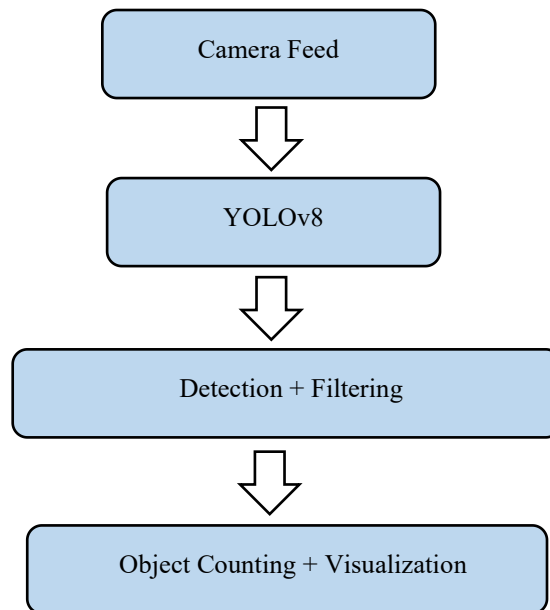 Camera Feed
YOLOv8
Detection + Filtering
Object Counting + Visualization